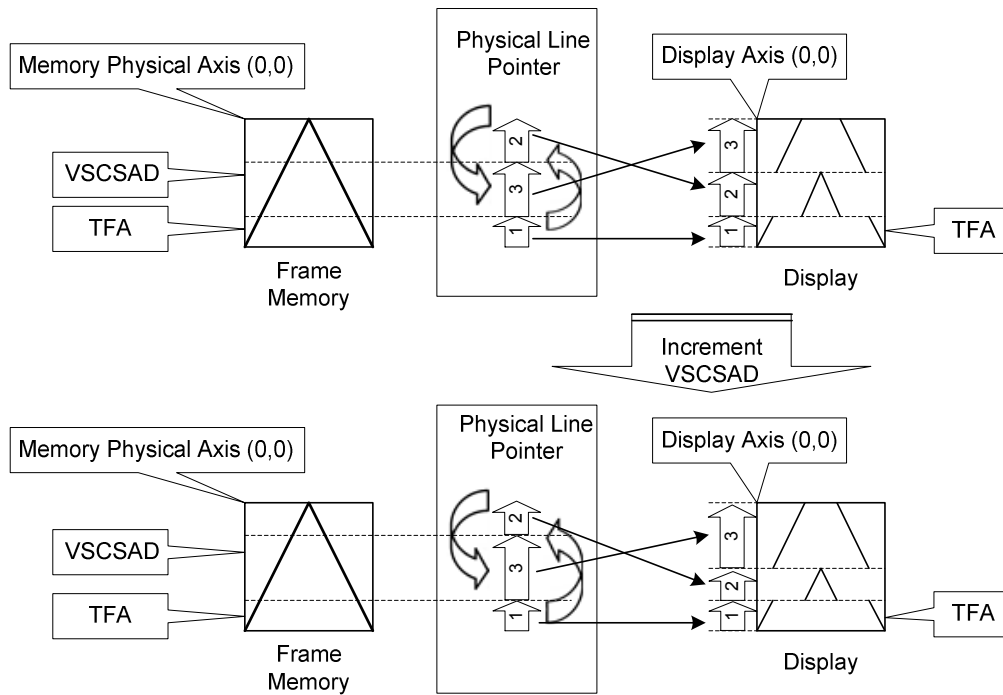 Physical Line
Pointer
Memory Physical Axis (0,0)
Display Axis (0,0)
VSCSAD
TFA
2
3
1
3
2
1
TFA
Frame
Memory
Display
Increment
VSCSAD
Physical Line
Pointer
Memory Physical Axis (0,0)
Display Axis (0,0)
VSCSAD
TFA
2
3
1
3
2
1
TFA
Frame
Memory
Display